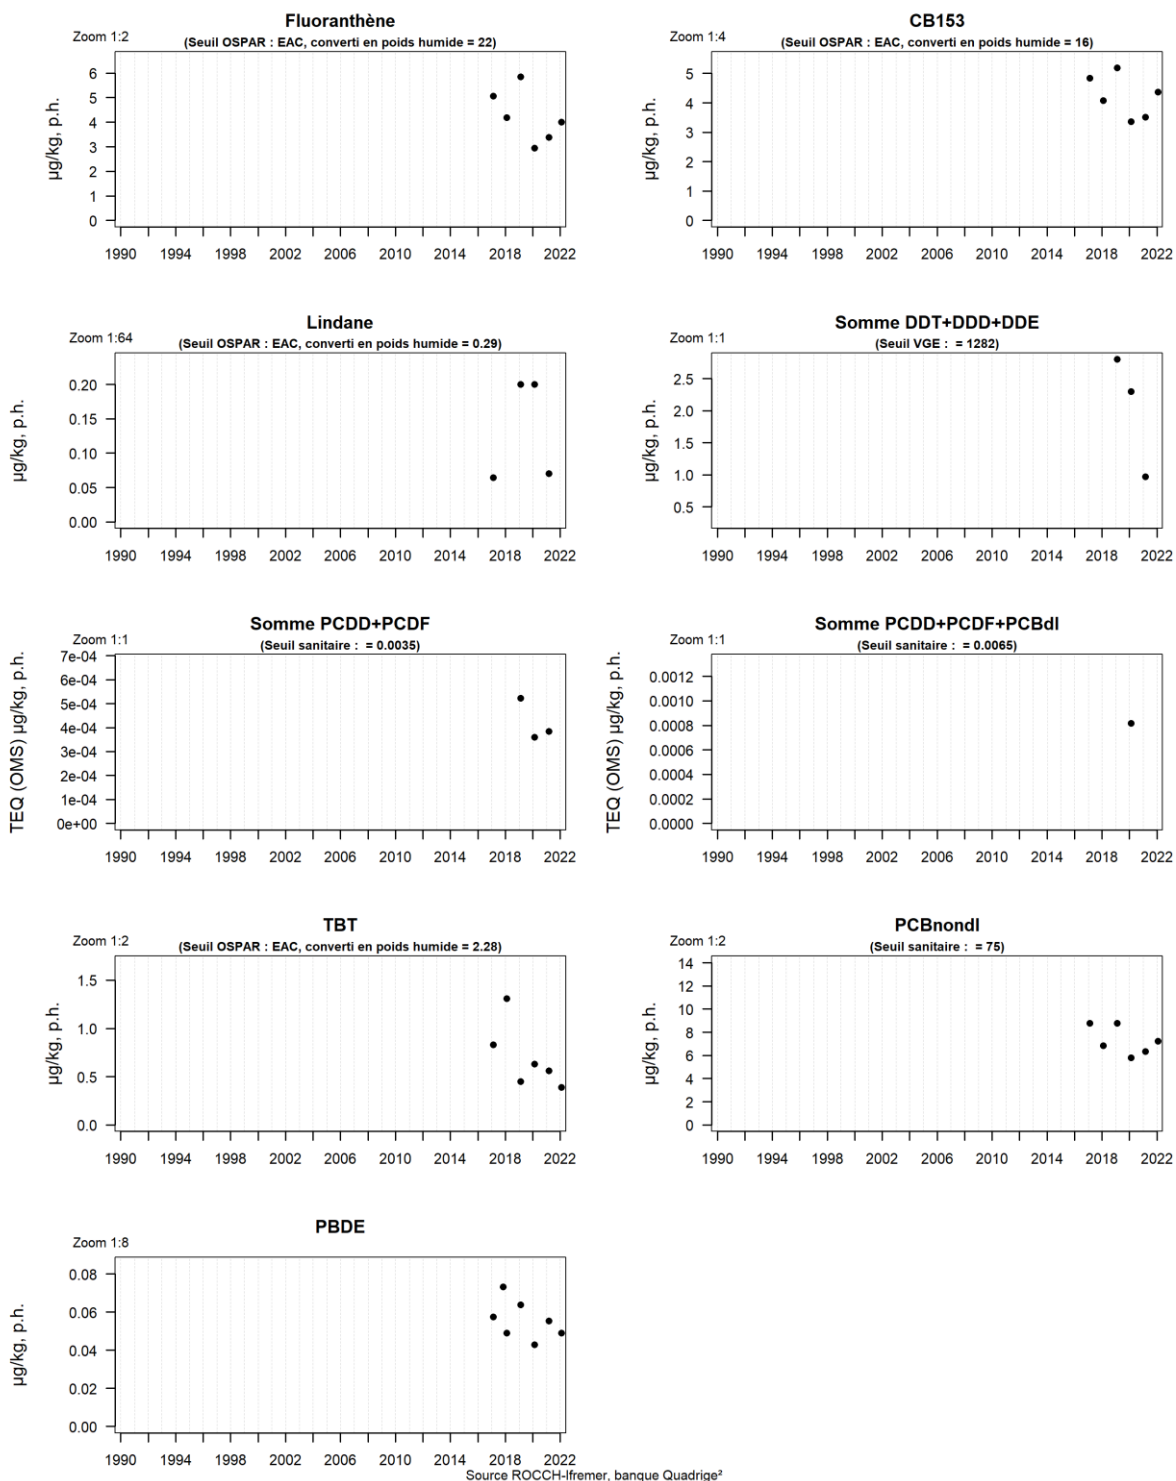 Fluoranthène
Zoom 1:2
(Seuil OSPAR : EAC, converti en poids humide = 22)
µg/kg, p.h.
6
5
4
3
2
1
0
1990 1994 1998 2002 2006 2010 2014 2018 2022
CB153
Zoom 1:4
(Seuil OSPAR : EAC, converti en poids humide = 16)
µg/kg, p.h.
5
4
3
2
1
0
1990 1994 1998 2002 2006 2010 2014 2018 2022
Lindane
Zoom 1:64
(Seuil OSPAR : EAC, converti en poids humide = 0.29)
µg/kg, p.h.
0.20
0.15
0.10
0.05
0.00
1990 1994 1998 2002 2006 2010 2014 2018 2022
Somme DDT+DDD+DDE
Zoom 1:1
(Seuil VGE : = 1282)
µg/kg, p.h.
2.5
2.0
1.5
1.0
0.5
1990 1994 1998 2002 2006 2010 2014 2018 2022
Somme PCDD+PCDF
Zoom 1:1
(Seuil sanitaire : = 0.0035)
TEQ (OMS) µg/kg, p.h.
7e-04
6e-04
5e-04
4e-04
3e-04
2e-04
1e-04
0e+00
1990 1994 1998 2002 2006 2010 2014 2018 2022
Somme PCDD+PCDF+PCBdl
Zoom 1:1
(Seuil sanitaire : = 0.0065)
TEQ (OMS) µg/kg, p.h.
0.0012
0.0010
0.0008
0.0006
0.0004
0.0002
0.0000
1990 1994 1998 2002 2006 2010 2014 2018 2022
TBT
Zoom 1:2
(Seuil OSPAR : EAC, converti en poids humide = 2.28)
µg/kg, p.h.
1.5
1.0
0.5
0.0
1990 1994 1998 2002 2006 2010 2014 2018 2022
PCBnondl
Zoom 1:2
(Seuil sanitaire : = 75)
µg/kg, p.h.
14
12
10
8
6
4
2
0
1990 1994 1998 2002 2006 2010 2014 2018 2022
PBDE
Zoom 1:8
µg/kg, p.h.
0.08
0.06
0.04
0.02
0.00
1990 1994 1998 2002 2006 2010 2014 2018 2022
Source ROCCH-Ifremer, banque Quadrige²